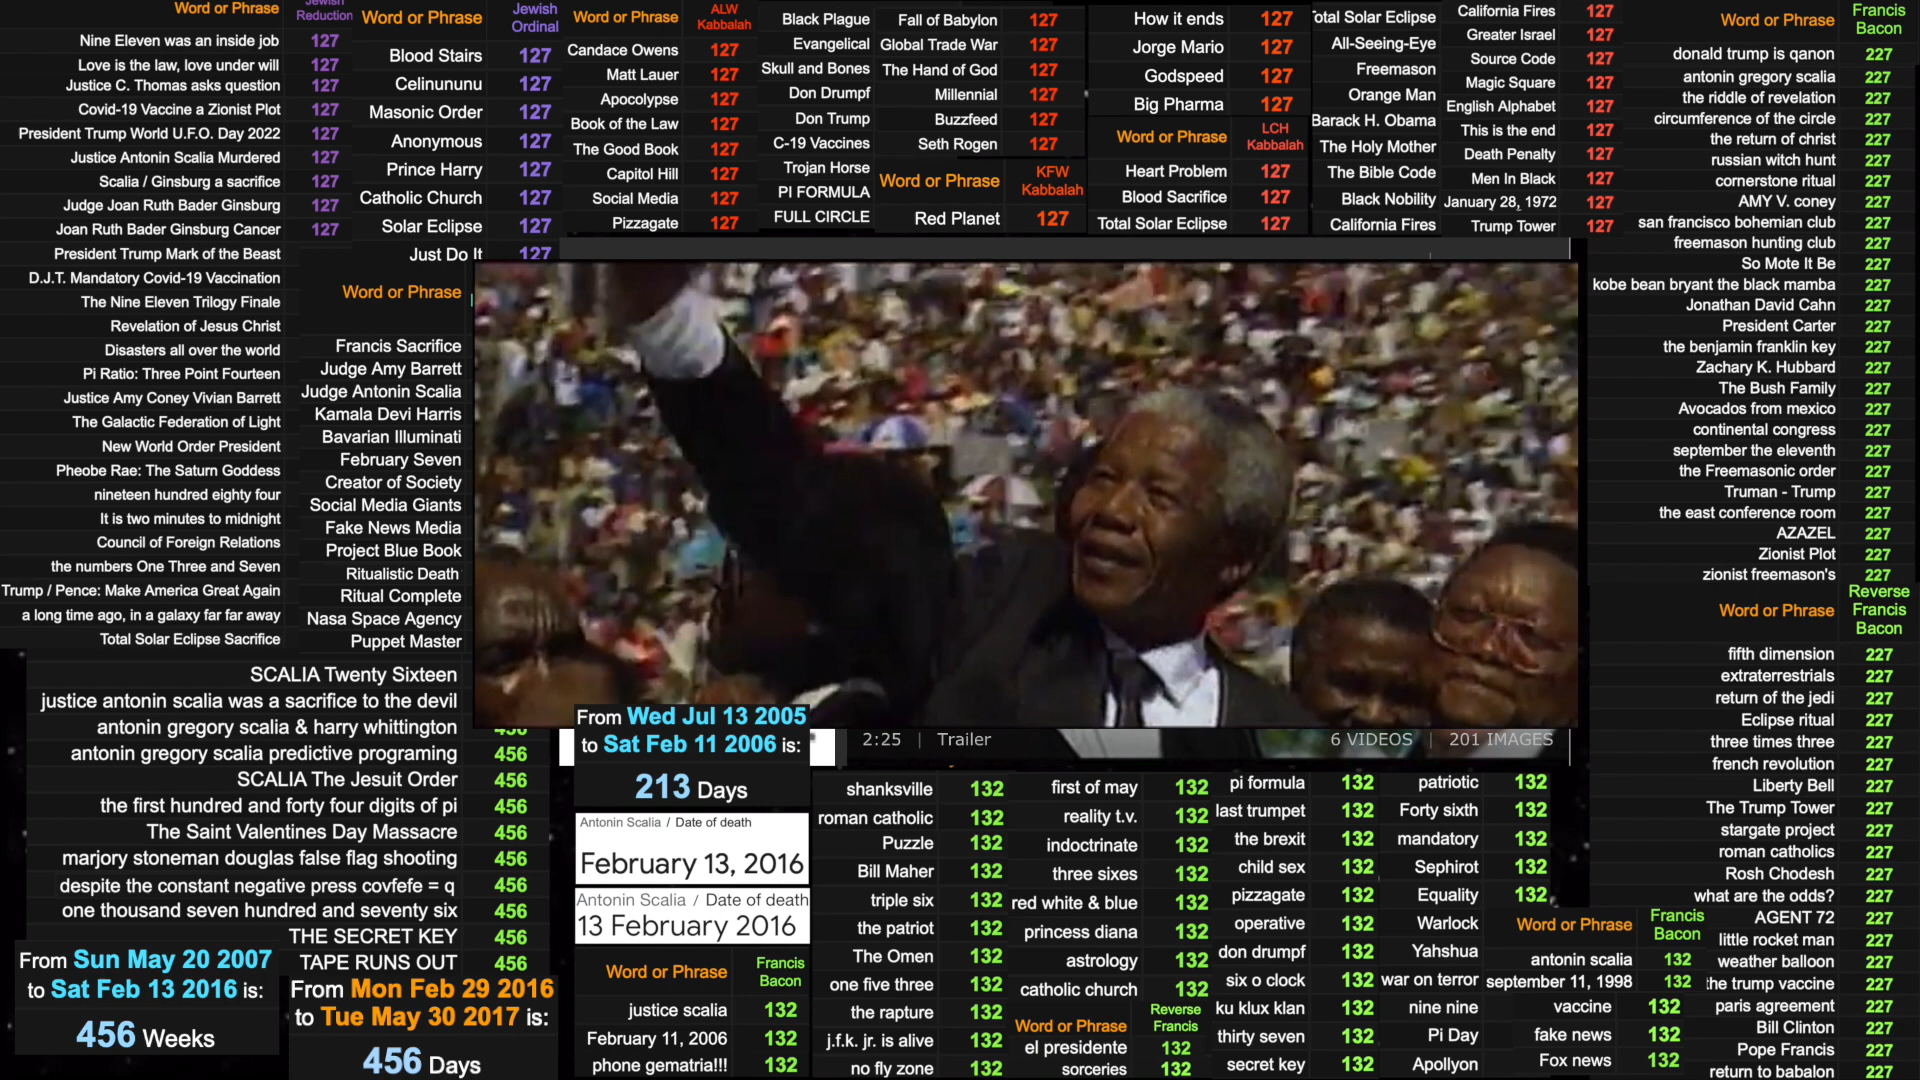 Word or Phrase
Jewish Reduction
Nine Eleven was an inside job 127
Love is the law, love under will 127
Justice C. Thomas asks question 127
Covid-19 Vaccine a Zionist Plot 127
President Trump World U.F.O. Day 2022 127
Justice Antonin Scalia Murdered 127
Scalia / Ginsburg a sacrifice 127
Judge Joan Ruth Bader Ginsburg 127
Joan Ruth Bader Ginsburg Cancer 127
President Trump Mark of the Beast
D.J.T. Mandatory Covid-19 Vaccination
The Nine Eleven Trilogy Finale
Revelation of Jesus Christ
Disasters all over the world
Pi Ratio: Three Point Fourteen
Justice Amy Coney Vivian Barrett
The Galactic Federation of Light
New World Order President
Pheobe Rae: The Saturn Goddess
nineteen hundred eighty four
It is two minutes to midnight
Council of Foreign Relations
the numbers One Three and Seven
Trump / Pence: Make America Great Again
a long time ago, in a galaxy far far away
Total Solar Eclipse Sacrifice
Word or Phrase
Jewish Ordinal
Blood Stairs 127
Celinununu 127
Masonic Order 127
Anonymous 127
Prince Harry 127
Catholic Church 127
Solar Eclipse 127
Just Do It 127
Word or Phrase
Francis Sacrifice
Judge Amy Barrett
Judge Antonin Scalia
Kamala Devi Harris
Bavarian Illuminati
February Seven
Creator of Society
Social Media Giants
Fake News Media
Project Blue Book
Ritualistic Death
Ritual Complete
Nasa Space Agency
Puppet Master
SCALIA Twenty Sixteen
justice antonin scalia was a sacrifice to the devil
antonin gregory scalia & harry whittington 456
antonin gregory scalia predictive programing 456
SCALIA The Jesuit Order 456
the first hundred and forty four digits of pi 456
The Saint Valentines Day Massacre 456
marjory stoneman douglas false flag shooting 456
despite the constant negative press covfefe = q 456
one thousand seven hundred and seventy six 456
THE SECRET KEY 456
TAPE RUNS OUT 456
From Sun May 20 2007
to Sat Feb 13 2016 is:
456 Weeks
From Mon Feb 29 2016
to Tue May 30 2017 is:
456 Days
Word or Phrase
ALW Kabbalah
Candace Owens 127
Matt Lauer 127
Apocolypse 127
Book of the Law 127
The Good Book 127
Capitol Hill 127
Social Media 127
Pizzagate 127
Black Plague
Evangelical
Skull and Bones
Don Drumpf
Don Trump
C-19 Vaccines
Trojan Horse
PI FORMULA
FULL CIRCLE
Fall of Babylon 127
Global Trade War 127
The Hand of God 127
Millennial 127
Buzzfeed 127
Seth Rogen 127
Word or Phrase
KFW Kabbalah
Red Planet 127
How it ends 127
Jorge Mario 127
Godspeed 127
Big Pharma 127
Word or Phrase
LCH Kabbalah
Heart Problem 127
Blood Sacrifice 127
Total Solar Eclipse 127
Total Solar Eclipse
All-Seeing-Eye
Freemason
Orange Man
Barack H. Obama
The Holy Mother
The Bible Code
Black Nobility
California Fires
California Fires 127
Greater Israel 127
Source Code 127
Magic Square 127
English Alphabet 127
This is the end 127
Death Penalty 127
Men In Black 127
January 28, 1972 127
Trump Tower 127
Word or Phrase
Francis Bacon
donald trump is qanon 227
antonin gregory scalia 227
the riddle of revelation 227
circumference of the circle 227
the return of christ 227
russian witch hunt 227
cornerstone ritual 227
AMY V. coney 227
san francisco bohemian club 227
freemason hunting club 227
So Mote It Be 227
kobe bean bryant the black mamba 227
Jonathan David Cahn 227
President Carter 227
the benjamin franklin key 227
Zachary K. Hubbard 227
The Bush Family 227
Avocados from mexico 227
continental congress 227
september the eleventh 227
the Freemasonic order 227
Truman - Trump 227
the east conference room 227
AZAZEL 227
Zionist Plot 227
zionist freemason's 227
Word or Phrase
Reverse Francis Bacon
fifth dimension 227
extraterrestrials 227
return of the jedi 227
Eclipse ritual 227
three times three 227
french revolution 227
Liberty Bell 227
The Trump Tower 227
stargate project 227
roman catholics 227
Rosh Chodesh 227
what are the odds? 227
AGENT 72 227
little rocket man 227
weather balloon 227
the trump vaccine 227
paris agreement 227
Bill Clinton 227
Pope Francis 227
return to babalon 227
2:25 | Trailer
6 VIDEOS | 201 IMAGES
From Wed Jul 13 2005
to Sat Feb 11 2006 is:
213 Days
Antonin Scalia / Date of death
February 13, 2016
Antonin Scalia / Date of death
13 February 2016
Word or Phrase
Francis Bacon
justice scalia 132
February 11, 2006 132
phone gematria!!! 132
shanksville 132
roman catholic 132
Puzzle 132
Bill Maher 132
triple six 132
the patriot 132
The Omen 132
one five three 132
the rapture 132
j.f.k. jr. is alive 132
no fly zone 132
first of may 132
reality t.v. 132
indoctrinate 132
three sixes 132
red white & blue 132
princess diana 132
astrology 132
catholic church 132
Word or Phrase
Reverse Francis
el presidente 132
sorceries 132
pi formula 132
last trumpet 132
the brexit 132
child sex 132
pizzagate 132
operative 132
don drumpf 132
six o clock 132
ku klux klan 132
thirty seven 132
secret key 132
patriotic 132
Forty sixth 132
mandatory 132
Sephirot 132
Equality 132
Warlock
Yahshua
war on terror
nine nine
Pi Day
Apollyon
Word or Phrase
Francis Bacon
antonin scalia 132
september 11, 1998 132
vaccine 132
fake news 132
Fox news 132